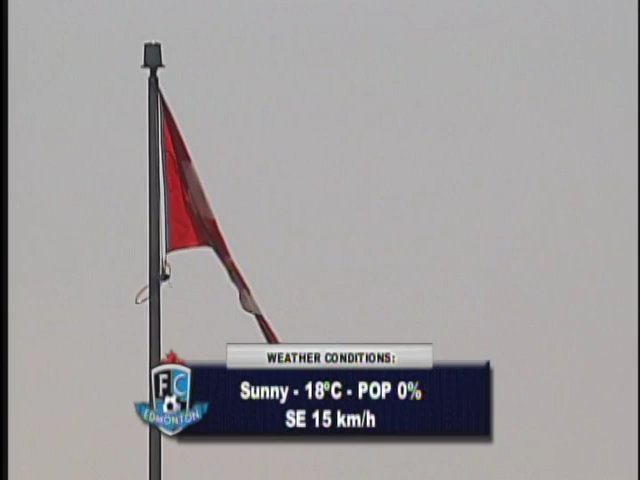 WEATHER CONDITIONS:
Sunny - 18°C - POP 0%
SE 15 km/h
FC
EDMONTON